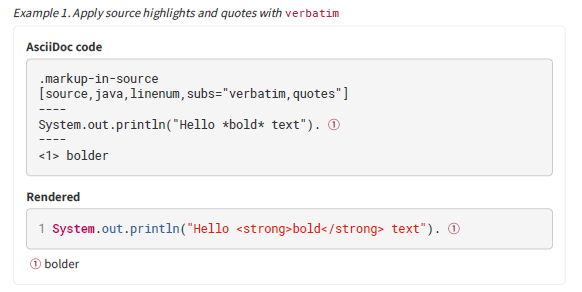 Example 1. Apply source highlights and quotes with verbatim
AsciiDoc code
.markup-in-source
[source,java,linenum,subs="verbatim,quotes"]
----
System.out.println("Hello *bold* text"). ①
----
<1> bolder
Rendered
1 System.out.println("Hello <strong>bold</strong> text"). ①
① bolder